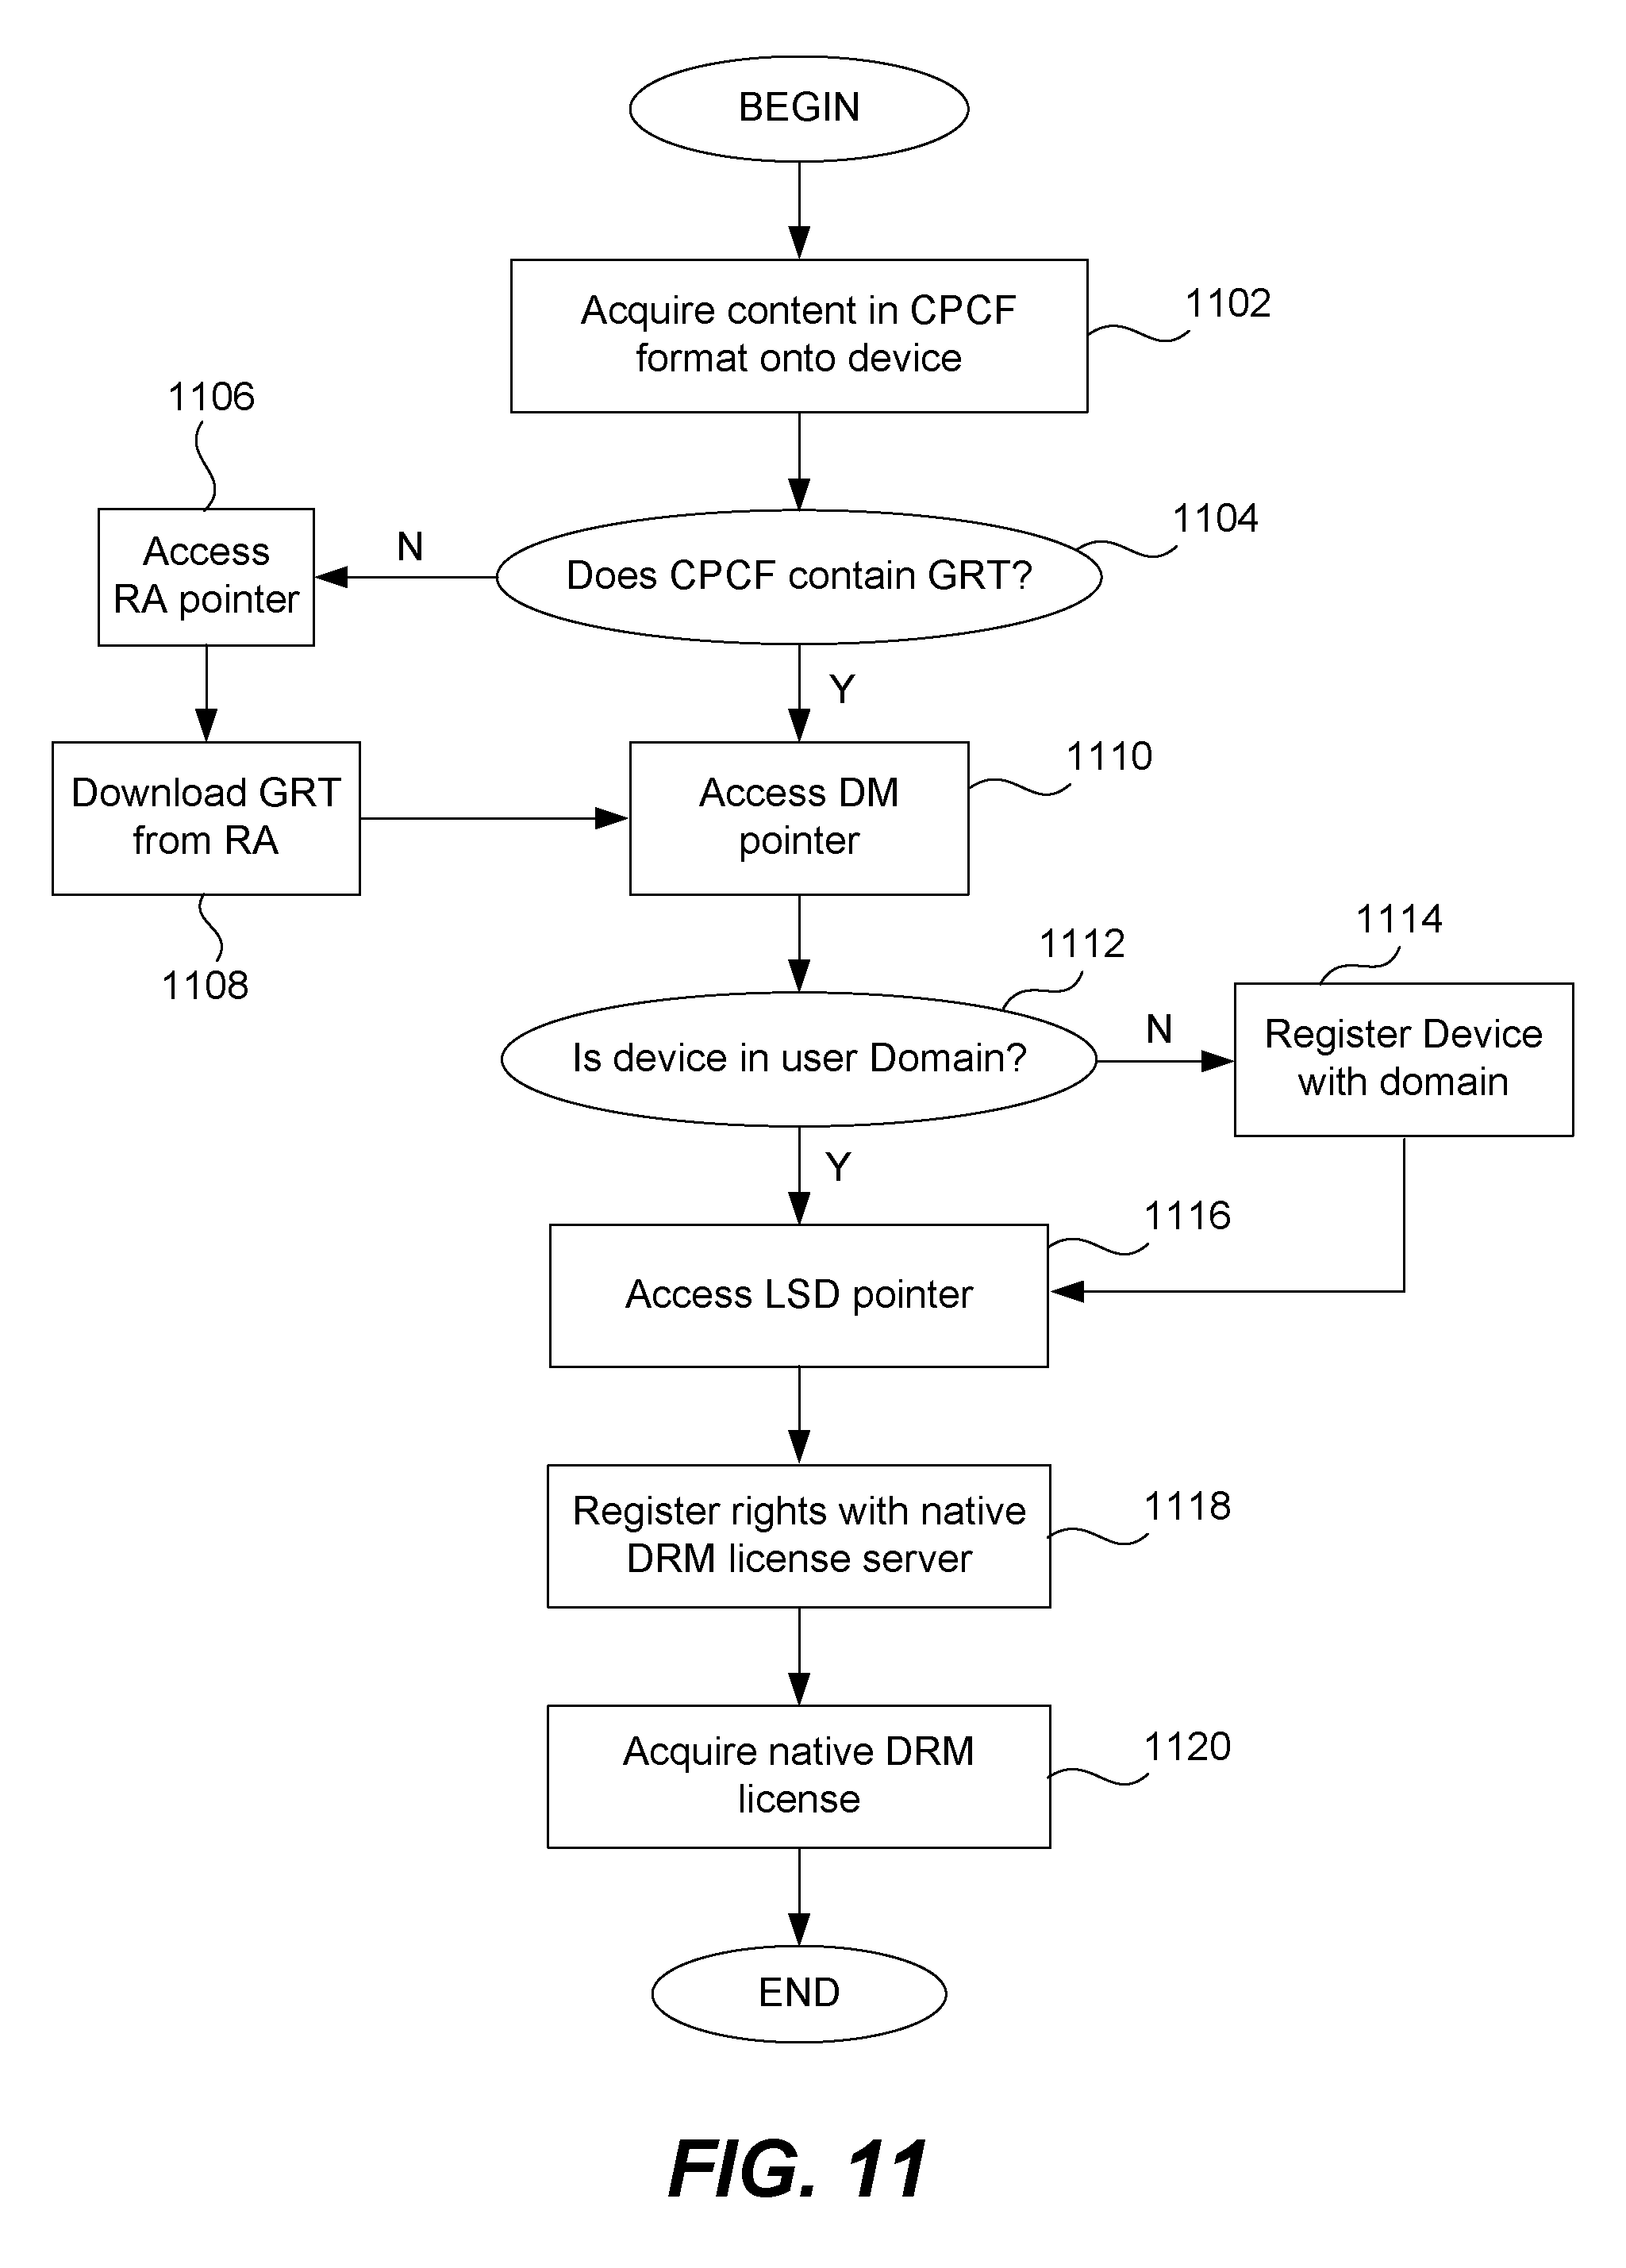 BEGIN
Acquire content in CPCF
format onto device
1102
1106
1104
Access
RA pointer
N
Does CPCF contain GRT?
Y
Download GRT
from RA
1108
Access DM
pointer
1110
1112
1114
Is device in user Domain?
N
Register Device
with domain
Y
1116
Access LSD pointer
Register rights with native
DRM license server
1118
Acquire native DRM
license
1120
END
FIG. 11